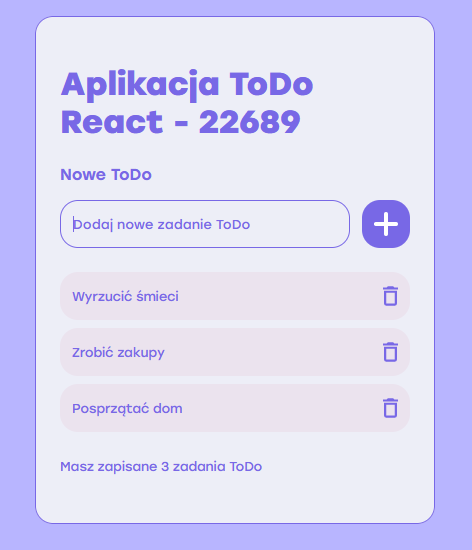 Aplikacja ToDo
React - 22689
Nowe ToDo
Dodaj nowe zadanie ToDo
Wyrzucić śmieci
Zrobić zakupy
Posprzątać dom
Masz zapisane 3 zadania ToDo